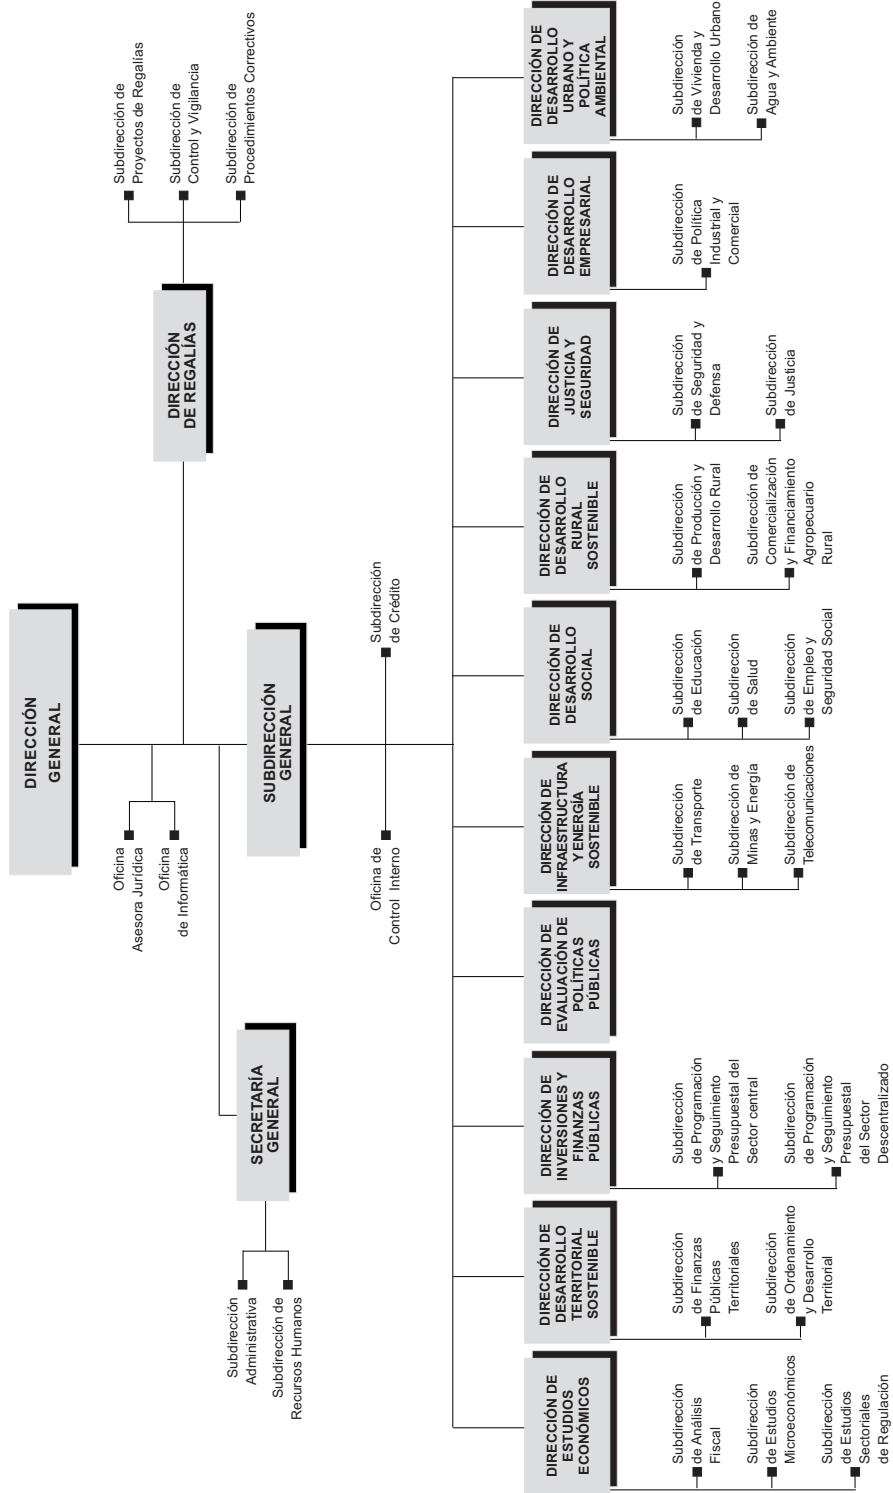 DIRECCIÓN
GENERAL
Oficina
Asesora Jurídica
Oficina
de Informática
DIRECCIÓN
DE REGALÍAS
Subdirección de
Proyectos de Regalías
Subdirección de
Control y Vigilancia
Subdirección de
Procedimientos Correctivos
SECRETARÍA
GENERAL
Subdirección
Administrativa
Subdirección de
Recursos Humanos
SUBDIRECCIÓN
GENERAL
Oficina de
Control Interno
Subdirección
de Crédito
DIRECCIÓN DE
ESTUDIOS
ECONÓMICOS
Subdirección
de Análisis
Fiscal
Subdirección
de Estudios
Microeconómicos
Subdirección
de Estudios
Sectoriales
de Regulación
DIRECCIÓN DE
DESARROLLO
TERRITORIAL
SOSTENIBLE
Subdirección
de Finanzas
Públicas
Territoriales
Subdirección
de Ordenamiento
y Desarrollo
Territorial
DIRECCIÓN DE
INVERSIONES Y
FINANZAS
PÚBLICAS
Subdirección
de Programación
y Seguimiento
Presupuestal del
Sector central
Subdirección
de Programación
y Seguimiento
Presupuestal
del Sector
Descentralizado
DIRECCIÓN DE
EVALUACIÓN DE
POLÍTICAS
PÚBLICAS
DIRECCIÓN DE
INFRAESTRUCTURA
Y ENERGÍA
SOSTENIBLE
Subdirección
de Transporte
Subdirección de
Minas y Energía
Subdirección de
Telecomunicaciones
DIRECCIÓN DE
DESARROLLO
SOCIAL
Subdirección
de Educación
Subdirección
de Salud
Subdirección
de Empleo y
Seguridad Social
DIRECCIÓN DE
DESARROLLO
RURAL
SOSTENIBLE
Subdirección
de Producción y
Desarrollo Rural
Subdirección de
Comercialización
y Financiamiento
Agropecuario
Rural
DIRECCIÓN DE
JUSTICIA Y
SEGURIDAD
Subdirección
de Seguridad y
Defensa
Subdirección
de Justicia
DIRECCIÓN DE
DESARROLLO
EMPRESARIAL
Subdirección
de Política
Industrial y
Comercial
DIRECCIÓN DE
DESARROLLO
URBANO Y
POLÍTICA
AMBIENTAL
Subdirección
de Vivienda y
Desarrollo Urbano
Subdirección de
Agua y Ambiente